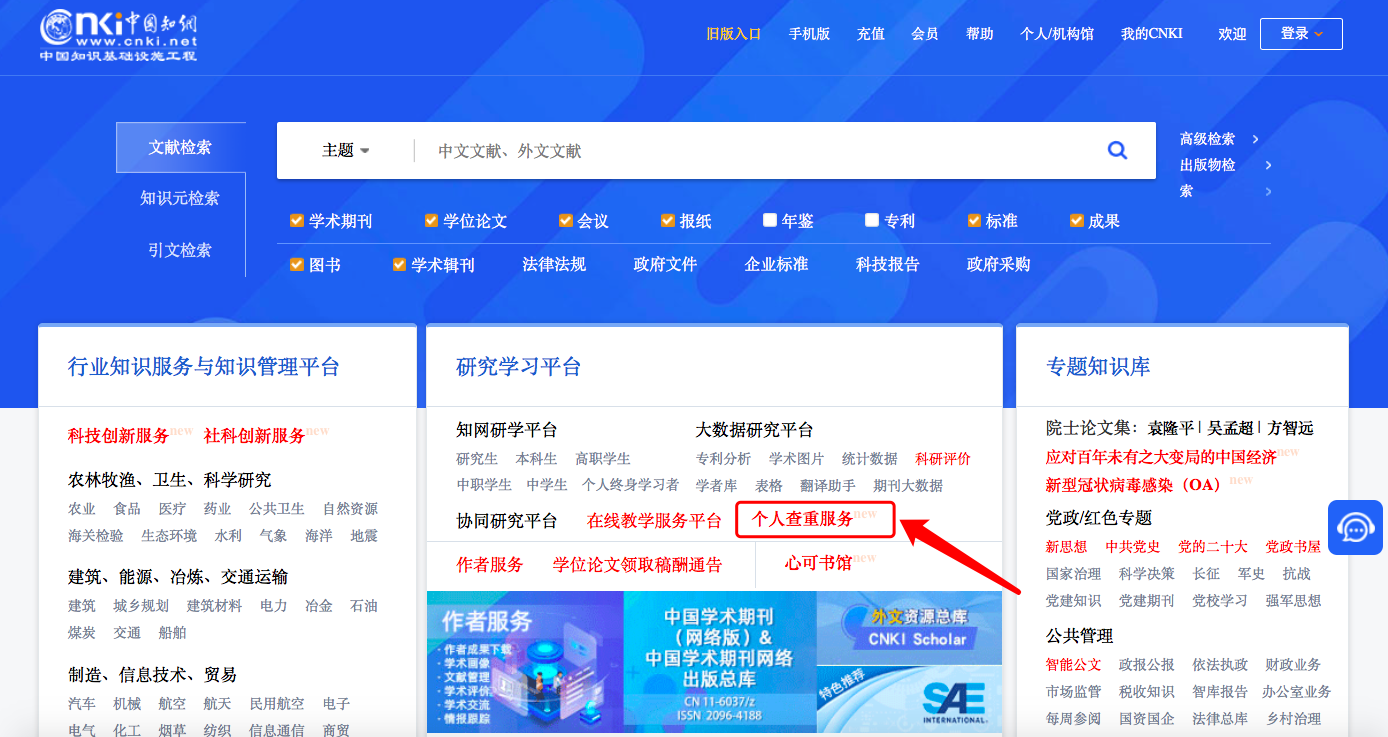 cnki中国知网
www.cnki.net
中国知识基础设施工程
旧版入口 手机版 充值 会员 帮助 个人/机构馆 我的CNKI 欢迎 登录
文献检索
知识元检索
引文检索
主题 中文文献、外文文献
高级检索
出版物检
索
学术期刊 学位论文 会议 报纸 年鉴 专利 标准 成果
图书 学术辑刊 法律法规 政府文件 企业标准 科技报告 政府采购
行业知识服务与知识管理平台
科技创新服务new 社科创新服务new
农林牧渔、卫生、科学研究
农业 食品 医疗 药业 公共卫生 自然资源
海关检验 生态环境 水利 气象 海洋 地震
建筑、能源、冶炼、交通运输
建筑 城乡规划 建筑材料 电力 冶金 石油
煤炭 交通 船舶
制造、信息技术、贸易
汽车 机械 航空 航天 民用航空 电子
电气 化工 烟草 纺织 信息通信 商贸
研究学习平台
知网研学平台
研究生 本科生 高职学生
中职学生 中学生 个人终身学习者
大数据研究平台
专利分析 学术图片 统计数据 科研评价
学者库 表格 翻译助手 期刊大数据
协同研究平台 在线教学服务平台 个人查重服务new
作者服务 学位论文领取稿酬通告 心可书馆new
作者服务
· 作者成果下载
· 学术画像
· 文献管理
· 学术评价
· 学术交流
· 情报跟踪
中国学术期刊
（网络版）&
中国学术期刊网络
出版总库
CN 11-6037/z
ISSN 2096-4188
外文资源总库
CNKI Scholar
特色推荐
SAE
INTERNATIONAL.
专题知识库
院士论文集：袁隆平| 吴孟超| 方智远
应对百年未有之大变局的中国经济new
新型冠状病毒感染（OA）new
党政/红色专题
新思想 中共党史 党的二十大 党政书屋
国家治理 科学决策 长征 军史 抗战
党建知识 党建期刊 党校学习 强军思想
公共管理
智能公文 政报公报 依法执政 财政业务
市场监管 税收知识 智库报告 办公室业务
每周参阅 国资国企 法律总库 乡村治理